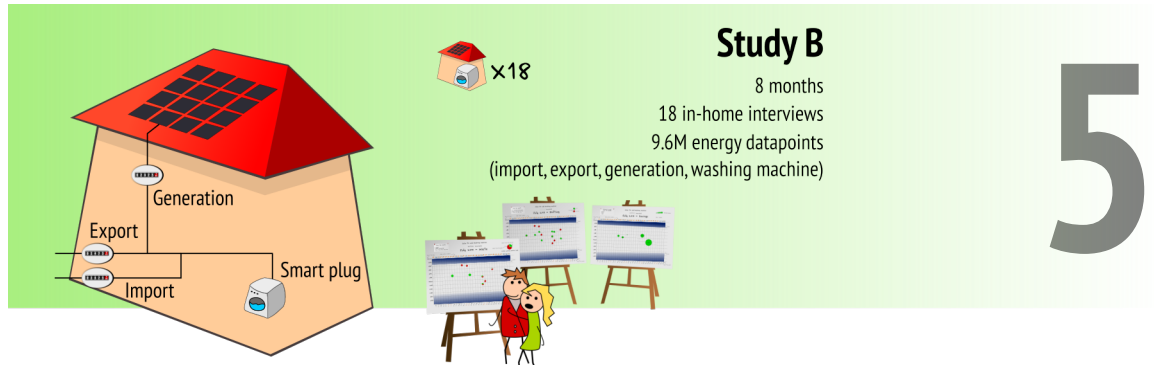 Study B
8 months
18 in-home interviews
9.6M energy datapoints
(import, export, generation, washing machine)
x18
5
Generation
Export
Import
Smart plug